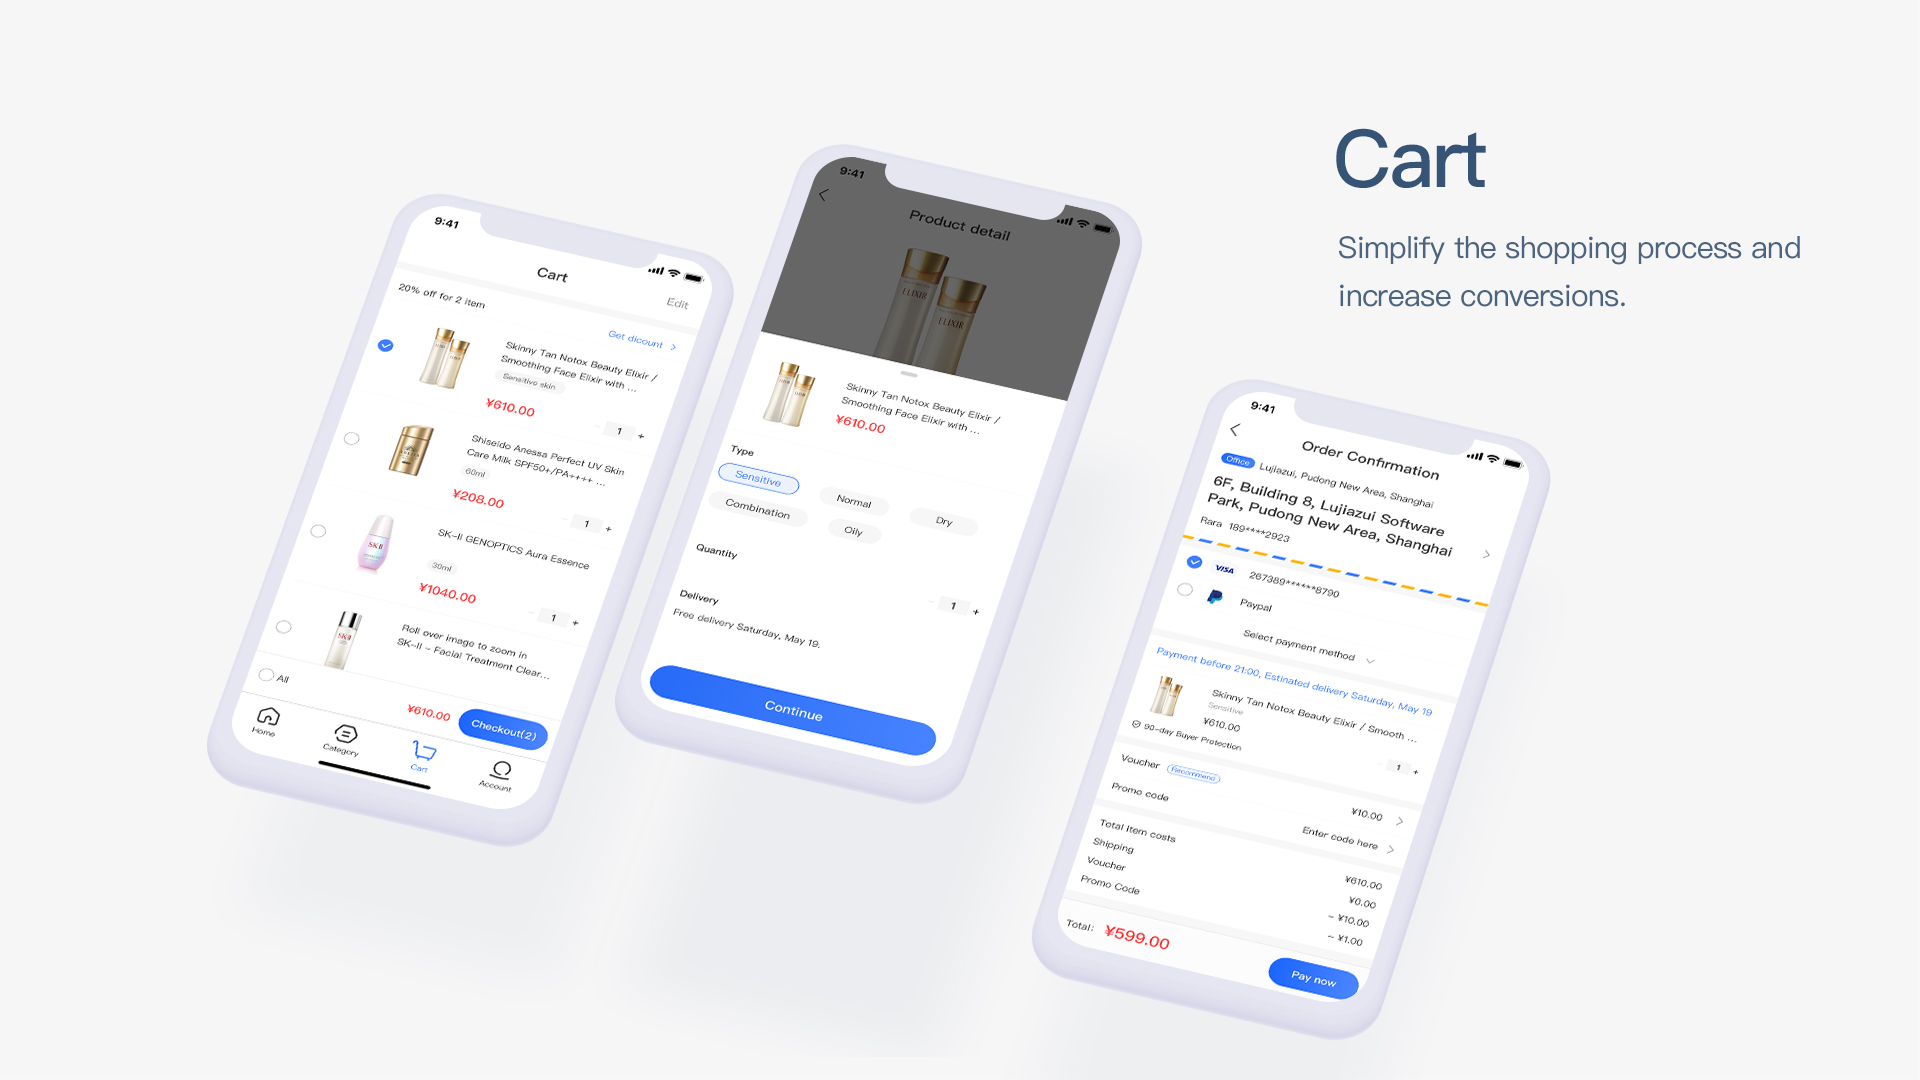 Cart
Simplify the shopping process and
increase conversions.
9:41
Cart
Edit
20% off for 2 item
Get dicount
Skinny Tan Notox Beauty Elixir /
Smoothing Face Elixir with ...
Sensitive skin
¥610.00
- 1 +
Shiseido Anessa Perfect UV Skin
Care Milk SPF50+/PA++++ ...
60ml
¥208.00
- 1 +
SK-II
SK-II GENOPTICS Aura Essence
30ml
¥1040.00
- 1 +
SK-II
Roll over image to zoom in
SK-II - Facial Treatment Clear...
All
¥610.00
Checkout(2)
Home
Category
Cart
Account
9:41
Product detail
ELIXIR
ELIXIR
Skinny Tan Notox Beauty Elixir /
Smoothing Face Elixir with ...
¥610.00
Type
Sensitive
Normal
Dry
Combination
Oily
Quantity
- 1 +
Delivery
Free delivery Saturday, May 19.
Continue
9:41
Order Confirmation
Office
Lujiazui, Pudong New Area, Shanghai
6F, Building 8, Lujiazui Software
Park, Pudong New Area, Shanghai
Rara 189****2923
VISA
267389******8790
Paypal
Select payment method
Payment before 21:00, Estinated delivery Saturday, May 19
Skinny Tan Notox Beauty Elixir / Smooth ...
Sensitive
¥610.00
90-day Buyer Protection
- 1 +
Voucher
Recommend
¥10.00
Promo code
Enter code here
Total Item costs
¥610.00
Shipping
¥0.00
Voucher
- ¥10.00
Promo Code
- ¥1.00
Total:
¥599.00
Pay now